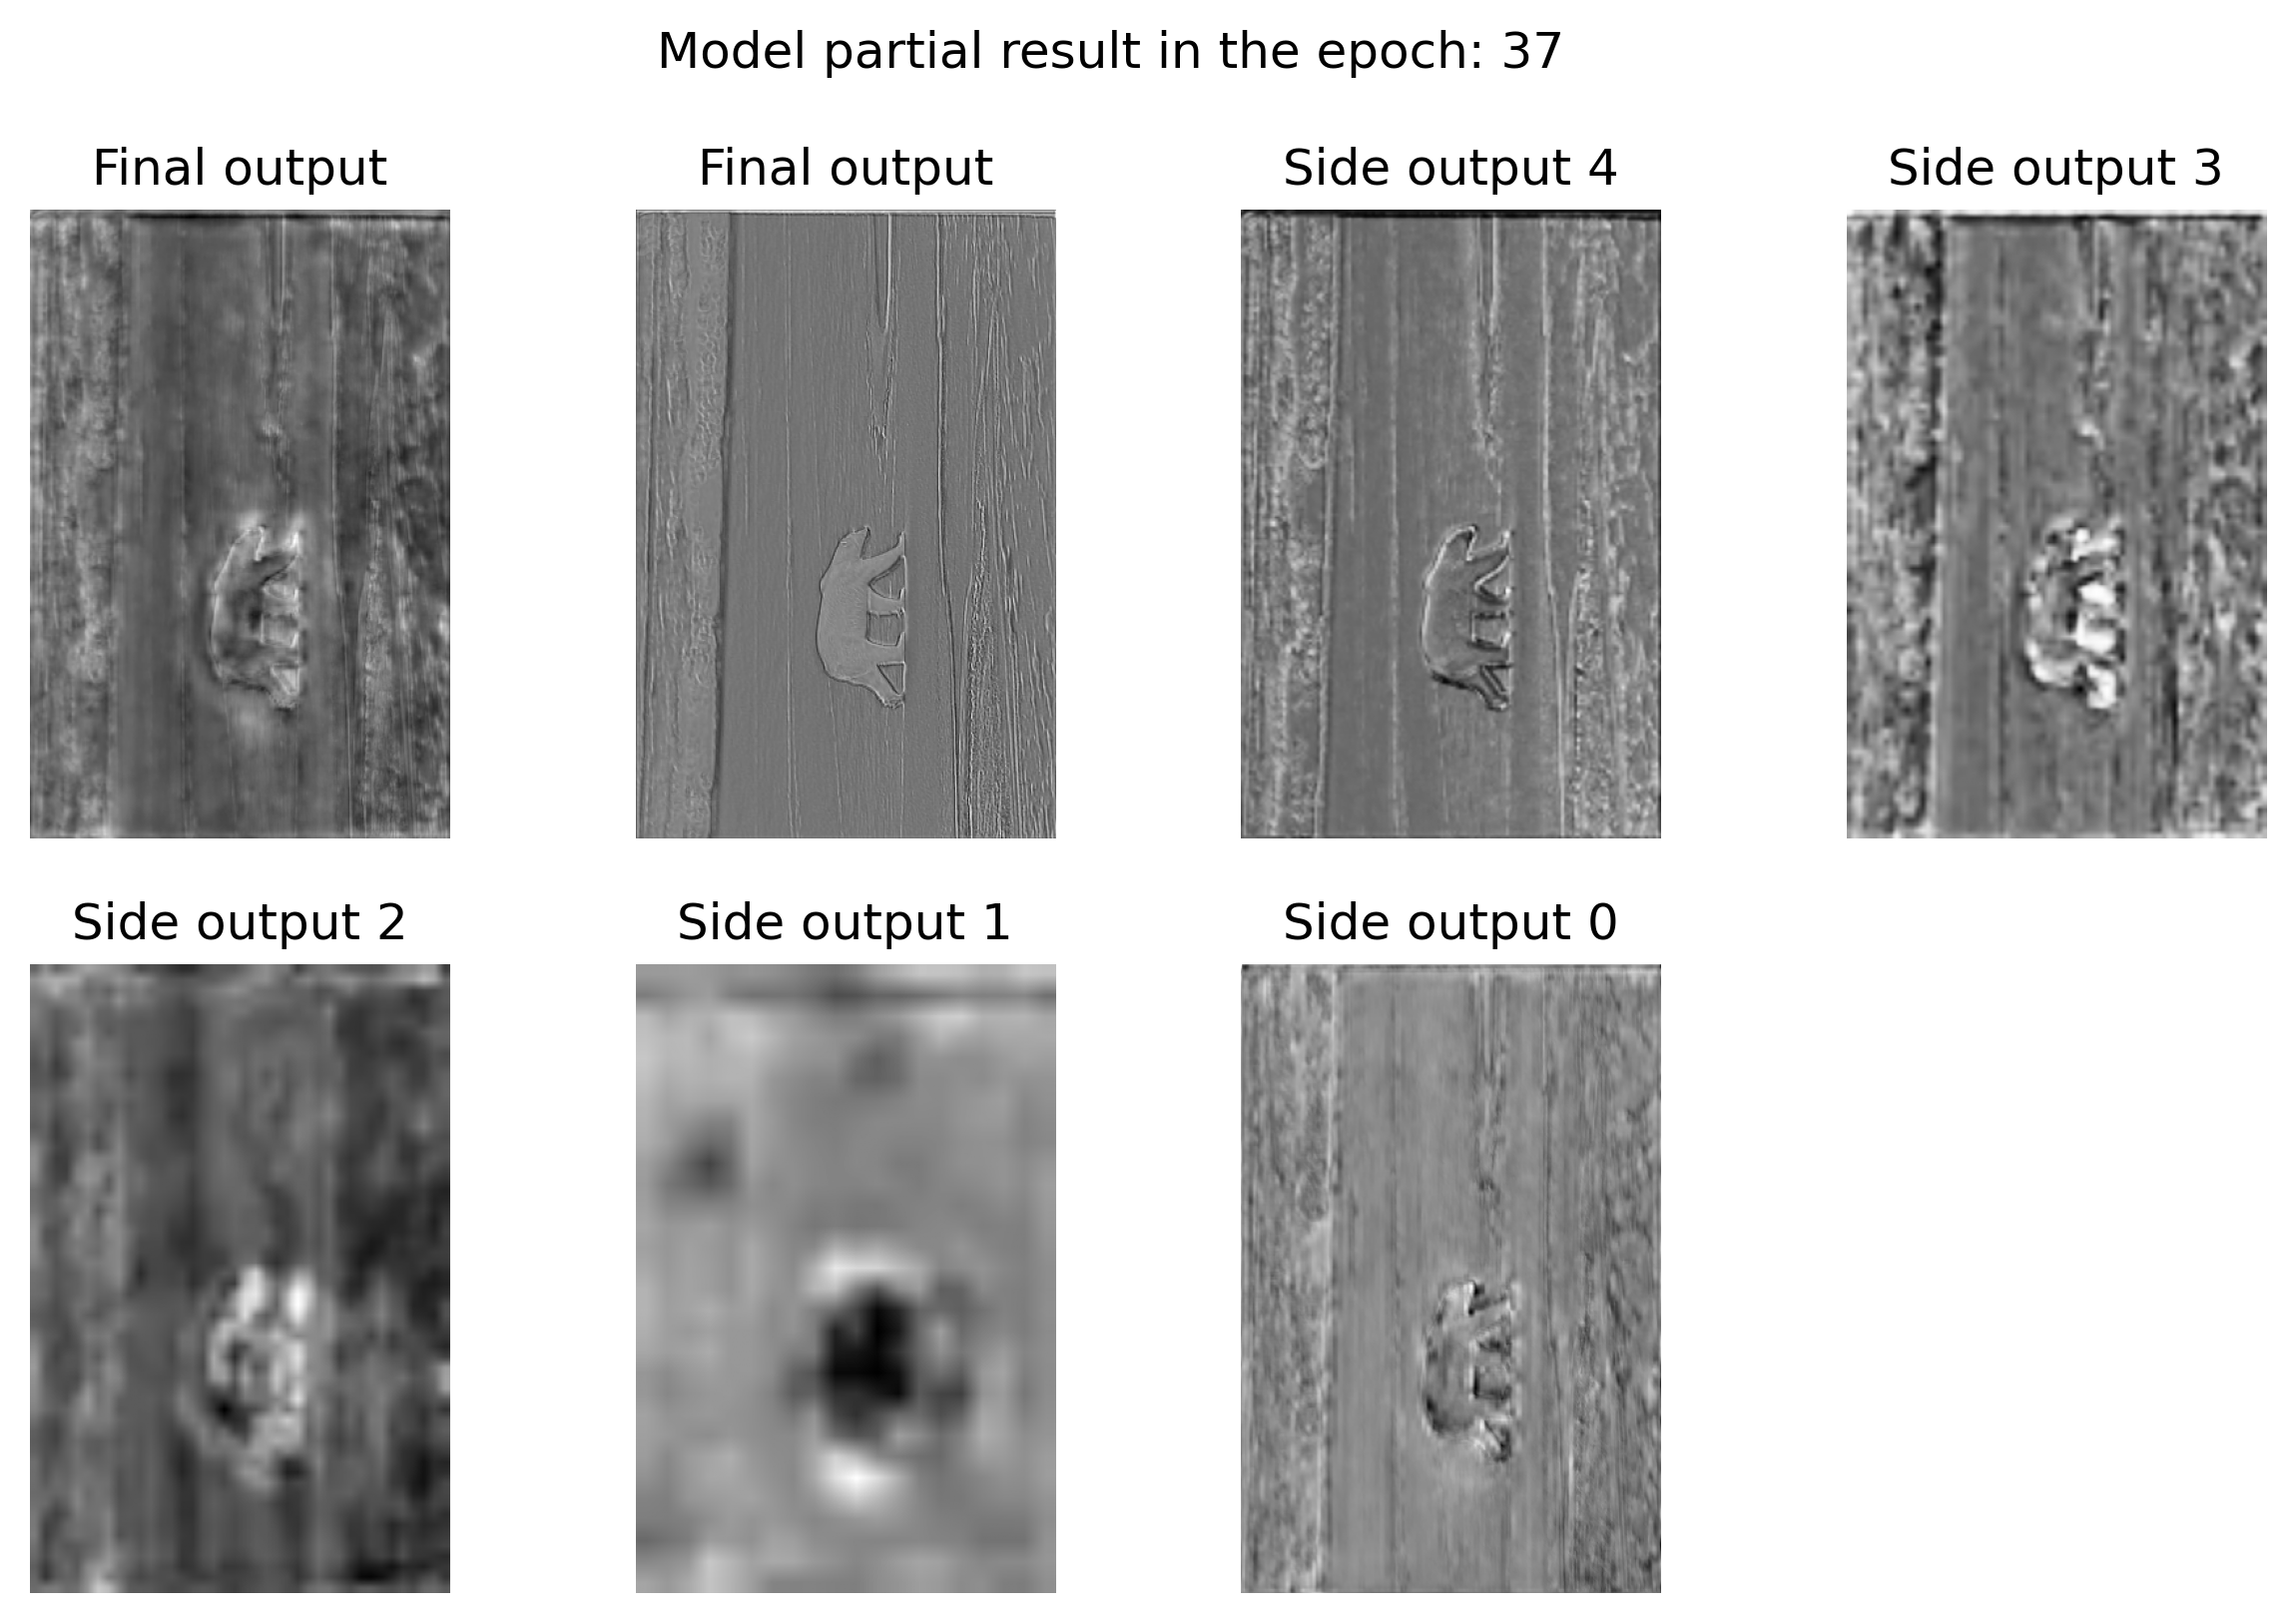 Model partial result in the epoch: 37
Final output
Final output
Side output 4
Side output 3
Side output 2
Side output 1
Side output 0